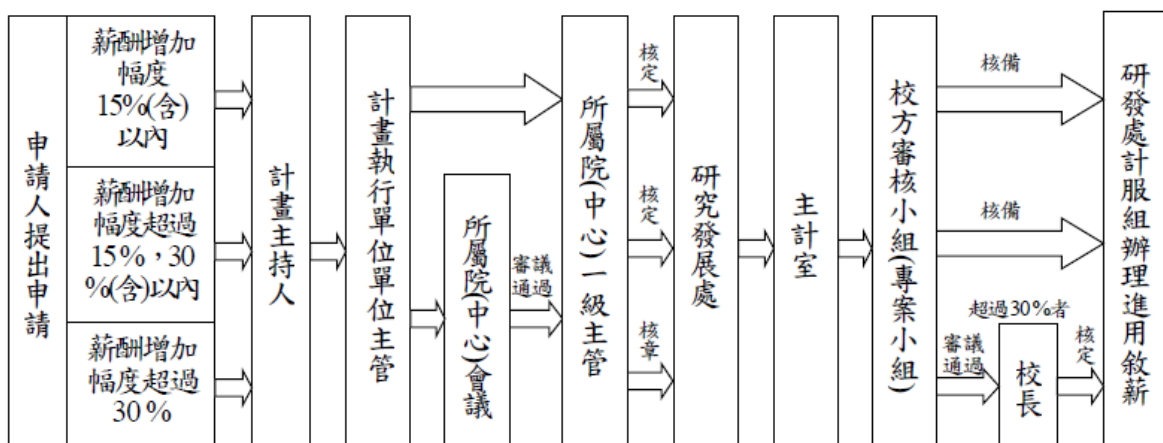 申請人提出申請
薪酬增加
幅度
15%(含)
以內
薪酬增加
幅度超過
15%，30
%(含)以內
薪酬增加
幅度超過
30%
計畫主持人
計畫執行單位單位主管
所屬院(中心)會議
審議
通過
所屬院(中心)一級主管
核定
核定
核章
研究發展處
主計室
校方審核小組(專案小組)
核備
核備
審議
通過
超過30%者
校長
核定
研發處計服組辦理進用敘薪